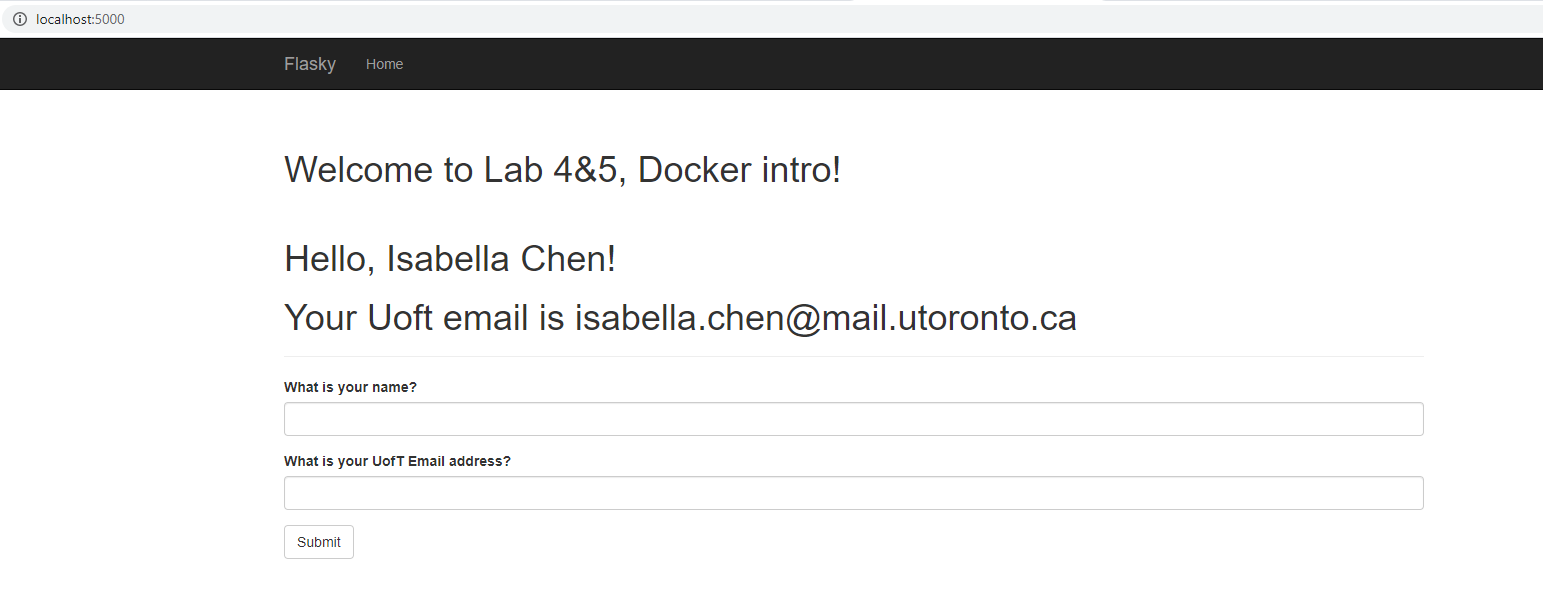 localhost:5000
Flasky Home
Welcome to Lab 4&5, Docker intro!
Hello, Isabella Chen!
Your Uoft email is isabella.chen@mail.utoronto.ca
What is your name?
What is your UofT Email address?
Submit